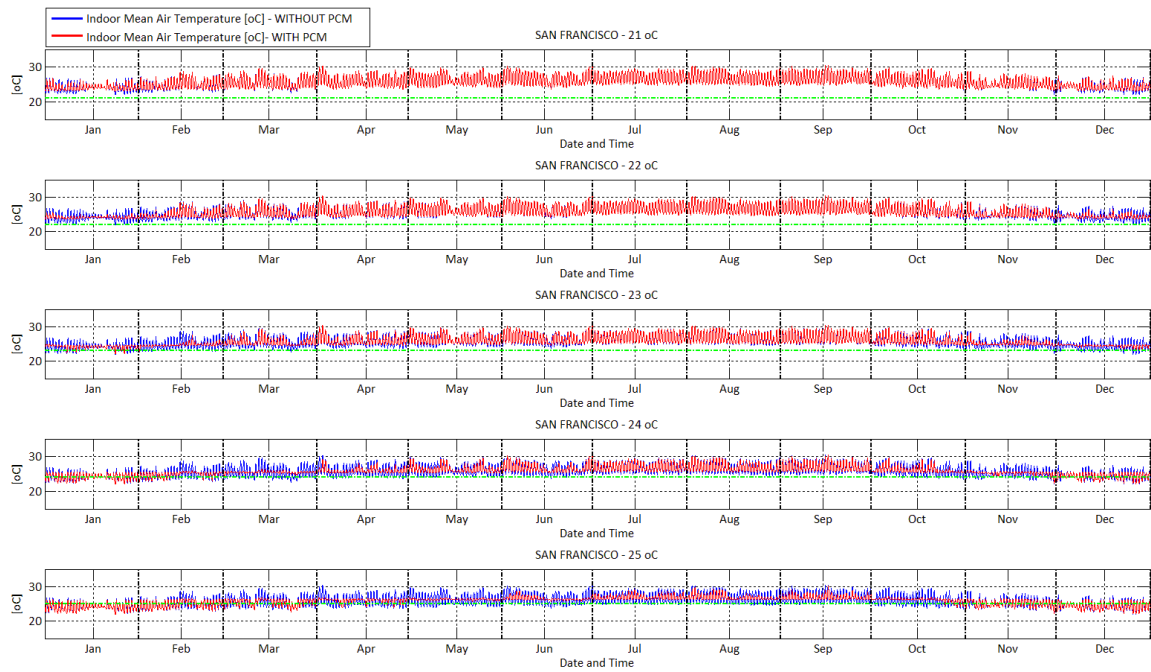 Indoor Mean Air Temperature [oC] - WITHOUT PCM
Indoor Mean Air Temperature [oC]- WITH PCM
SAN FRANCISCO - 21 oC
[oC]
30
20
Jan Feb Mar Apr May Jun Jul Aug Sep Oct Nov Dec
Date and Time
SAN FRANCISCO - 22 oC
[oC]
30
20
Jan Feb Mar Apr May Jun Jul Aug Sep Oct Nov Dec
Date and Time
SAN FRANCISCO - 23 oC
[oC]
30
20
Jan Feb Mar Apr May Jun Jul Aug Sep Oct Nov Dec
Date and Time
SAN FRANCISCO - 24 oC
[oC]
30
20
Jan Feb Mar Apr May Jun Jul Aug Sep Oct Nov Dec
Date and Time
SAN FRANCISCO - 25 oC
[oC]
30
20
Jan Feb Mar Apr May Jun Jul Aug Sep Oct Nov Dec
Date and Time